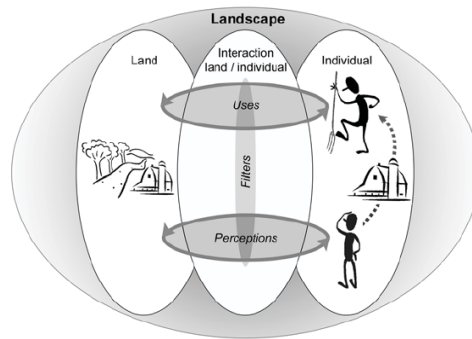 Landscape
Land
Interaction
land / individual
Individual
Uses
Filters
Perceptions